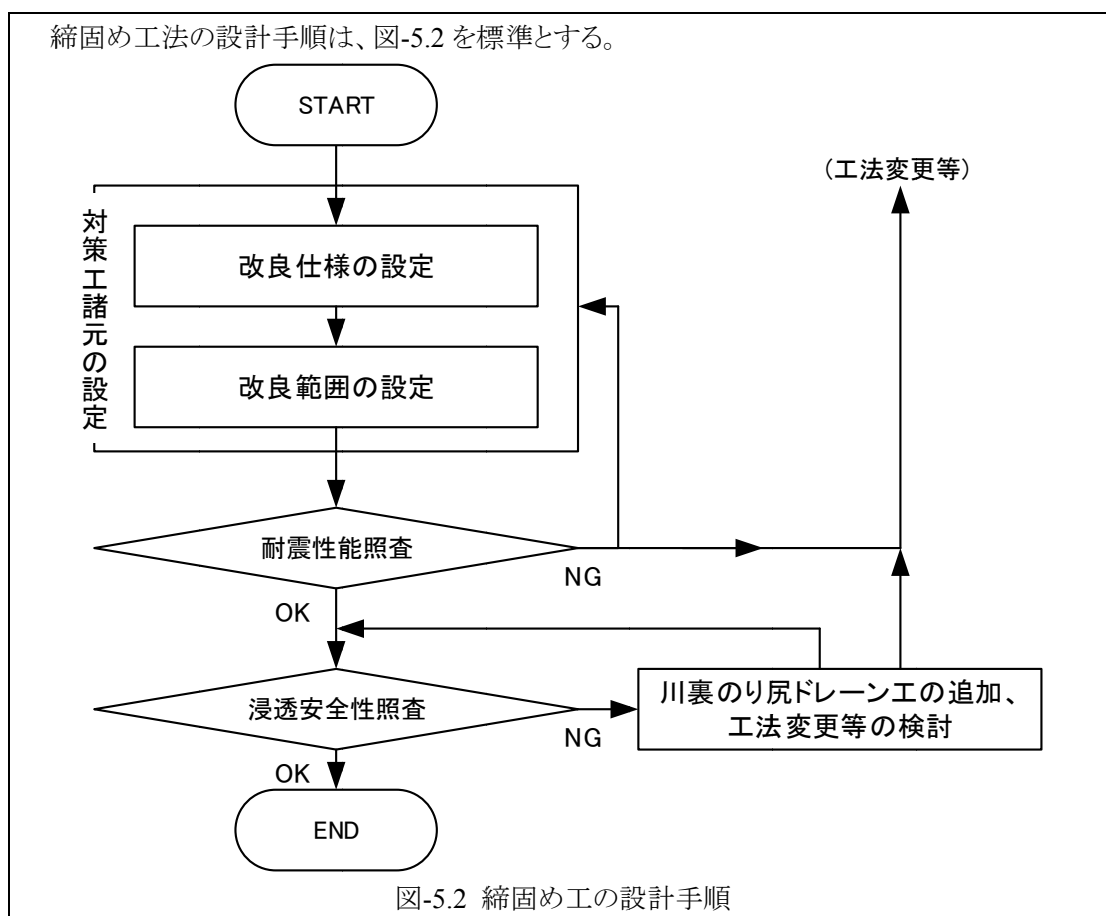 締固め工法の設計手順は、図-5.2 を標準とする。
START
(工法変更等)
対策工諸元の設定
改良仕様の設定
改良範囲の設定
耐震性能照査
NG
OK
浸透安全性照査
NG
川裏のり尻ドレーン工の追加、
工法変更等の検討
OK
END
図-5.2 締固め工の設計手順